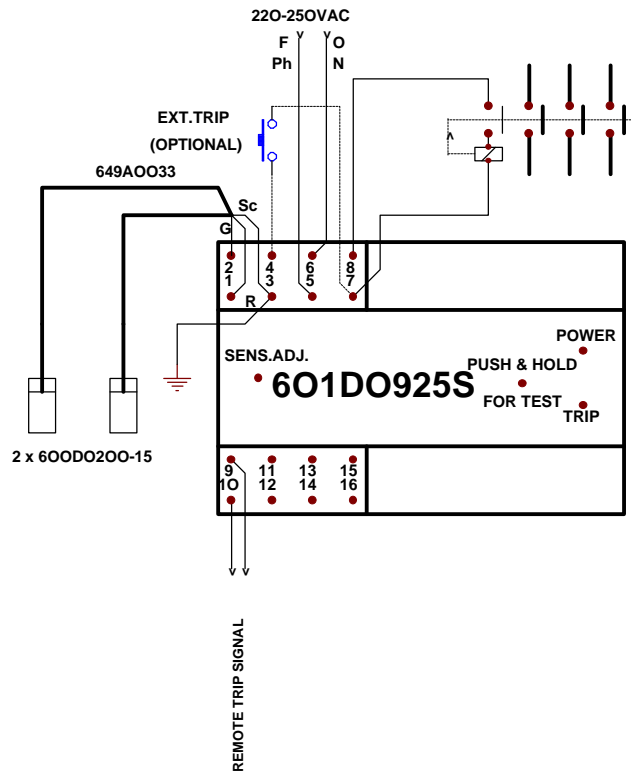 22O-25OVAC
F O
Ph N
EXT.TRIP
(OPTIONAL)
649AOO33
Sc
G
2 4 6 8
1 3 5 7
R
SENS.ADJ.
POWER
PUSH & HOLD
6O1DO925S
FOR TEST
TRIP
2 x 6OODO2OO-15
9 11 13 15
1O 12 14 16
REMOTE TRIP SIGNAL